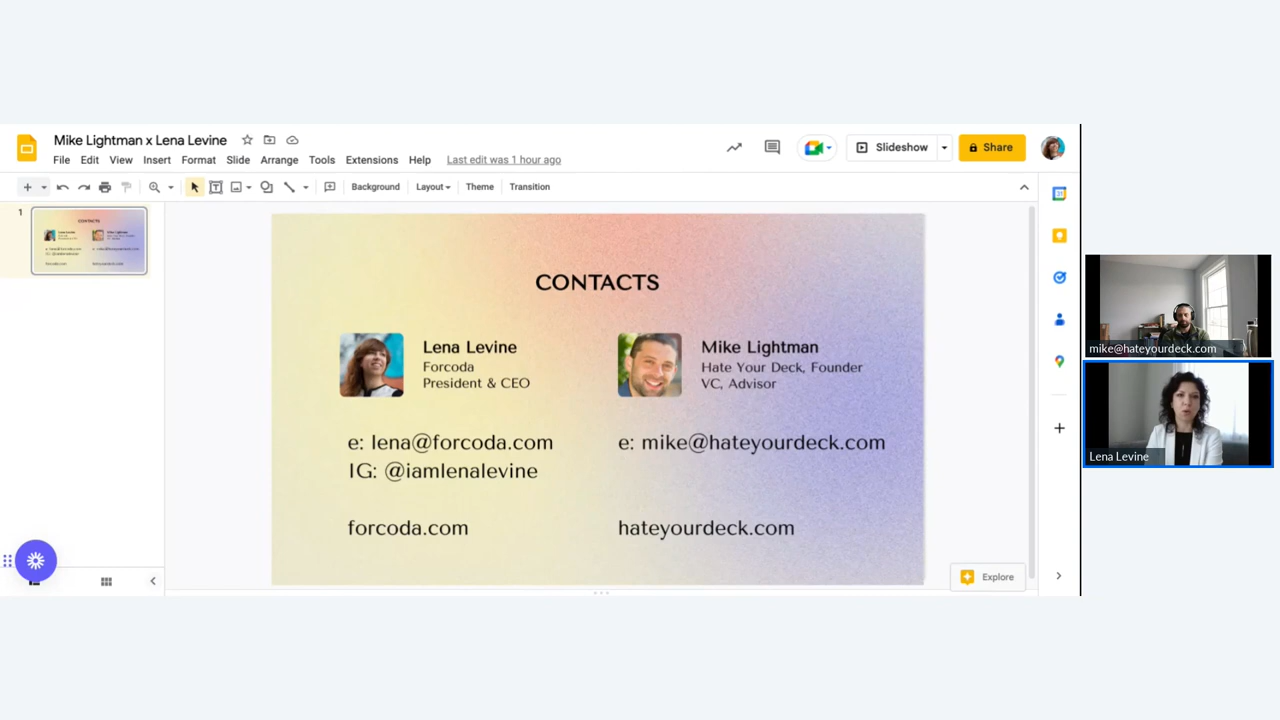 Mike Lightman x Lena Levine
File Edit View Insert Format Slide Arrange Tools Extensions Help Last edit was 1 hour ago
Slideshow
Share
Background Layout Theme Transition
1
CONTACTS
Lena Levine
Forcoda
President & CEO
e: lena@forcoda.com
IG: @iamlenalevine
forcoda.com
Mike Lightman
Hate Your Deck, Founder
VC, Advisor
e: mike@hateyourdeck.com
hateyourdeck.com
Explore
mike@hateyourdeck.com
Lena Levine